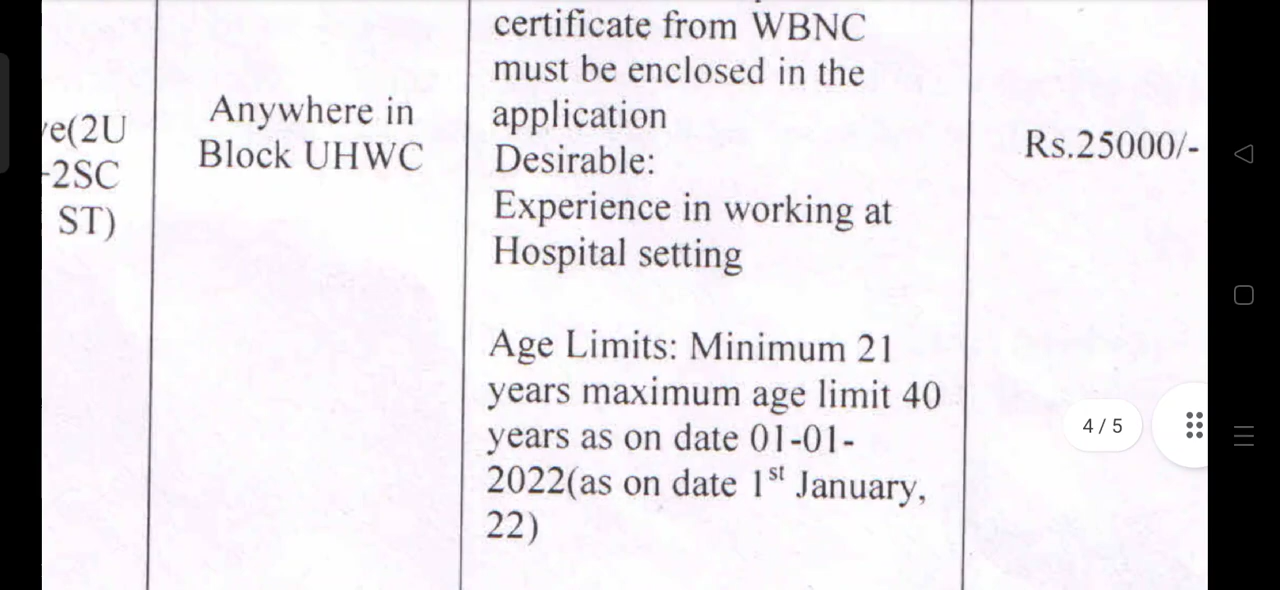 certificate from WBNC
must be enclosed in the
application
Desirable:
Experience in working at
Hospital setting
Age Limits: Minimum 21
years maximum age limit 40
years as on date 01-01-
2022(as on date 1st January,
22)
Anywhere in
Block UHWC
e(2U
-2SC
ST)
Rs.25000/-
4 / 5